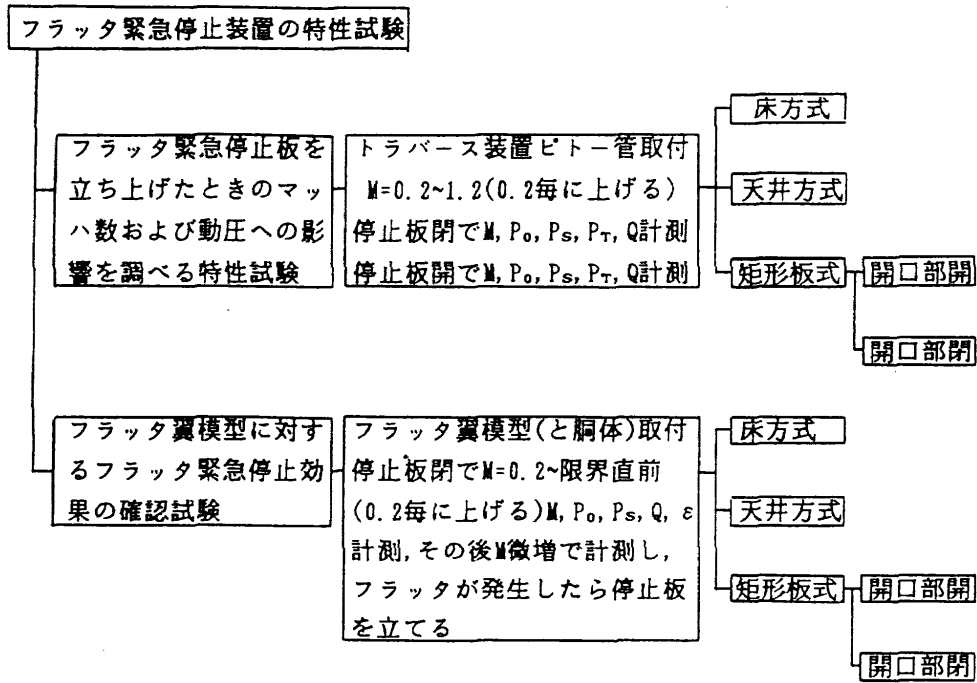 フラッタ緊急停止装置の特性試験
フラッタ緊急停止板を
立ち上げたときのマッ
ハ数および動圧への影
響を調べる特性試験
トラバース装置ピトー管取付
M=0.2~1.2(0.2毎に上げる)
停止板閉でM, P₀, Pₛ, P_T, Q計測
停止板開でM, P₀, Pₛ, P_T, Q計測
床方式
天井方式
矩形板式
開口部開
開口部閉
フラッタ翼模型に対す
るフラッタ緊急停止効
果の確認試験
フラッタ翼模型(と胴体)取付
停止板閉でM=0.2~限界直前
(0.2毎に上げる)M, P₀, Pₛ, Q, ε
計測, その後M微増で計測し,
フラッタが発生したら停止板
を立てる
床方式
天井方式
矩形板式
開口部開
開口部閉